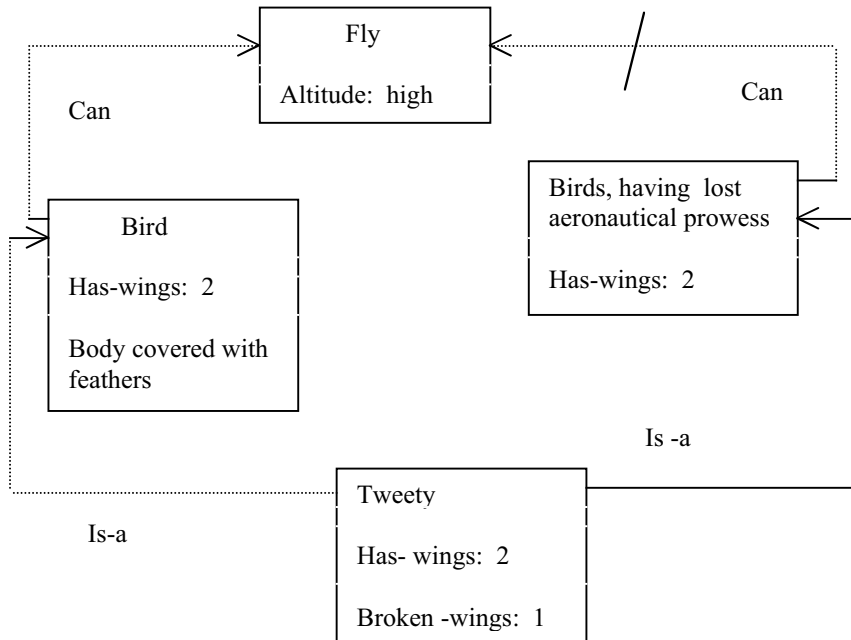 Fly
Altitude: high
Can
Can
Birds, having lost
aeronautical prowess
Has-wings: 2
Bird
Has-wings: 2
Body covered with
feathers
Is -a
Tweety
Is-a
Has- wings: 2
Broken -wings: 1